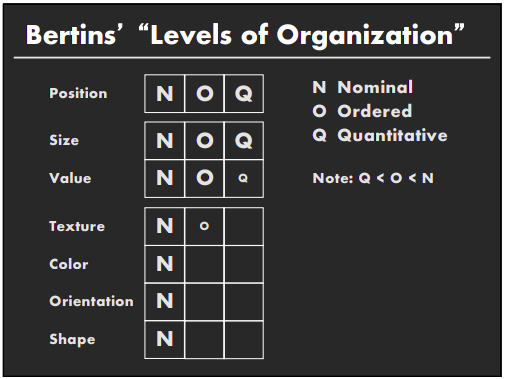 Bertins' “Levels of Organization”
Position N O Q
Size N O Q
Value N O Q
Texture N O
Color N
Orientation N
Shape N
N Nominal
O Ordered
Q Quantitative
Note: Q < O < N